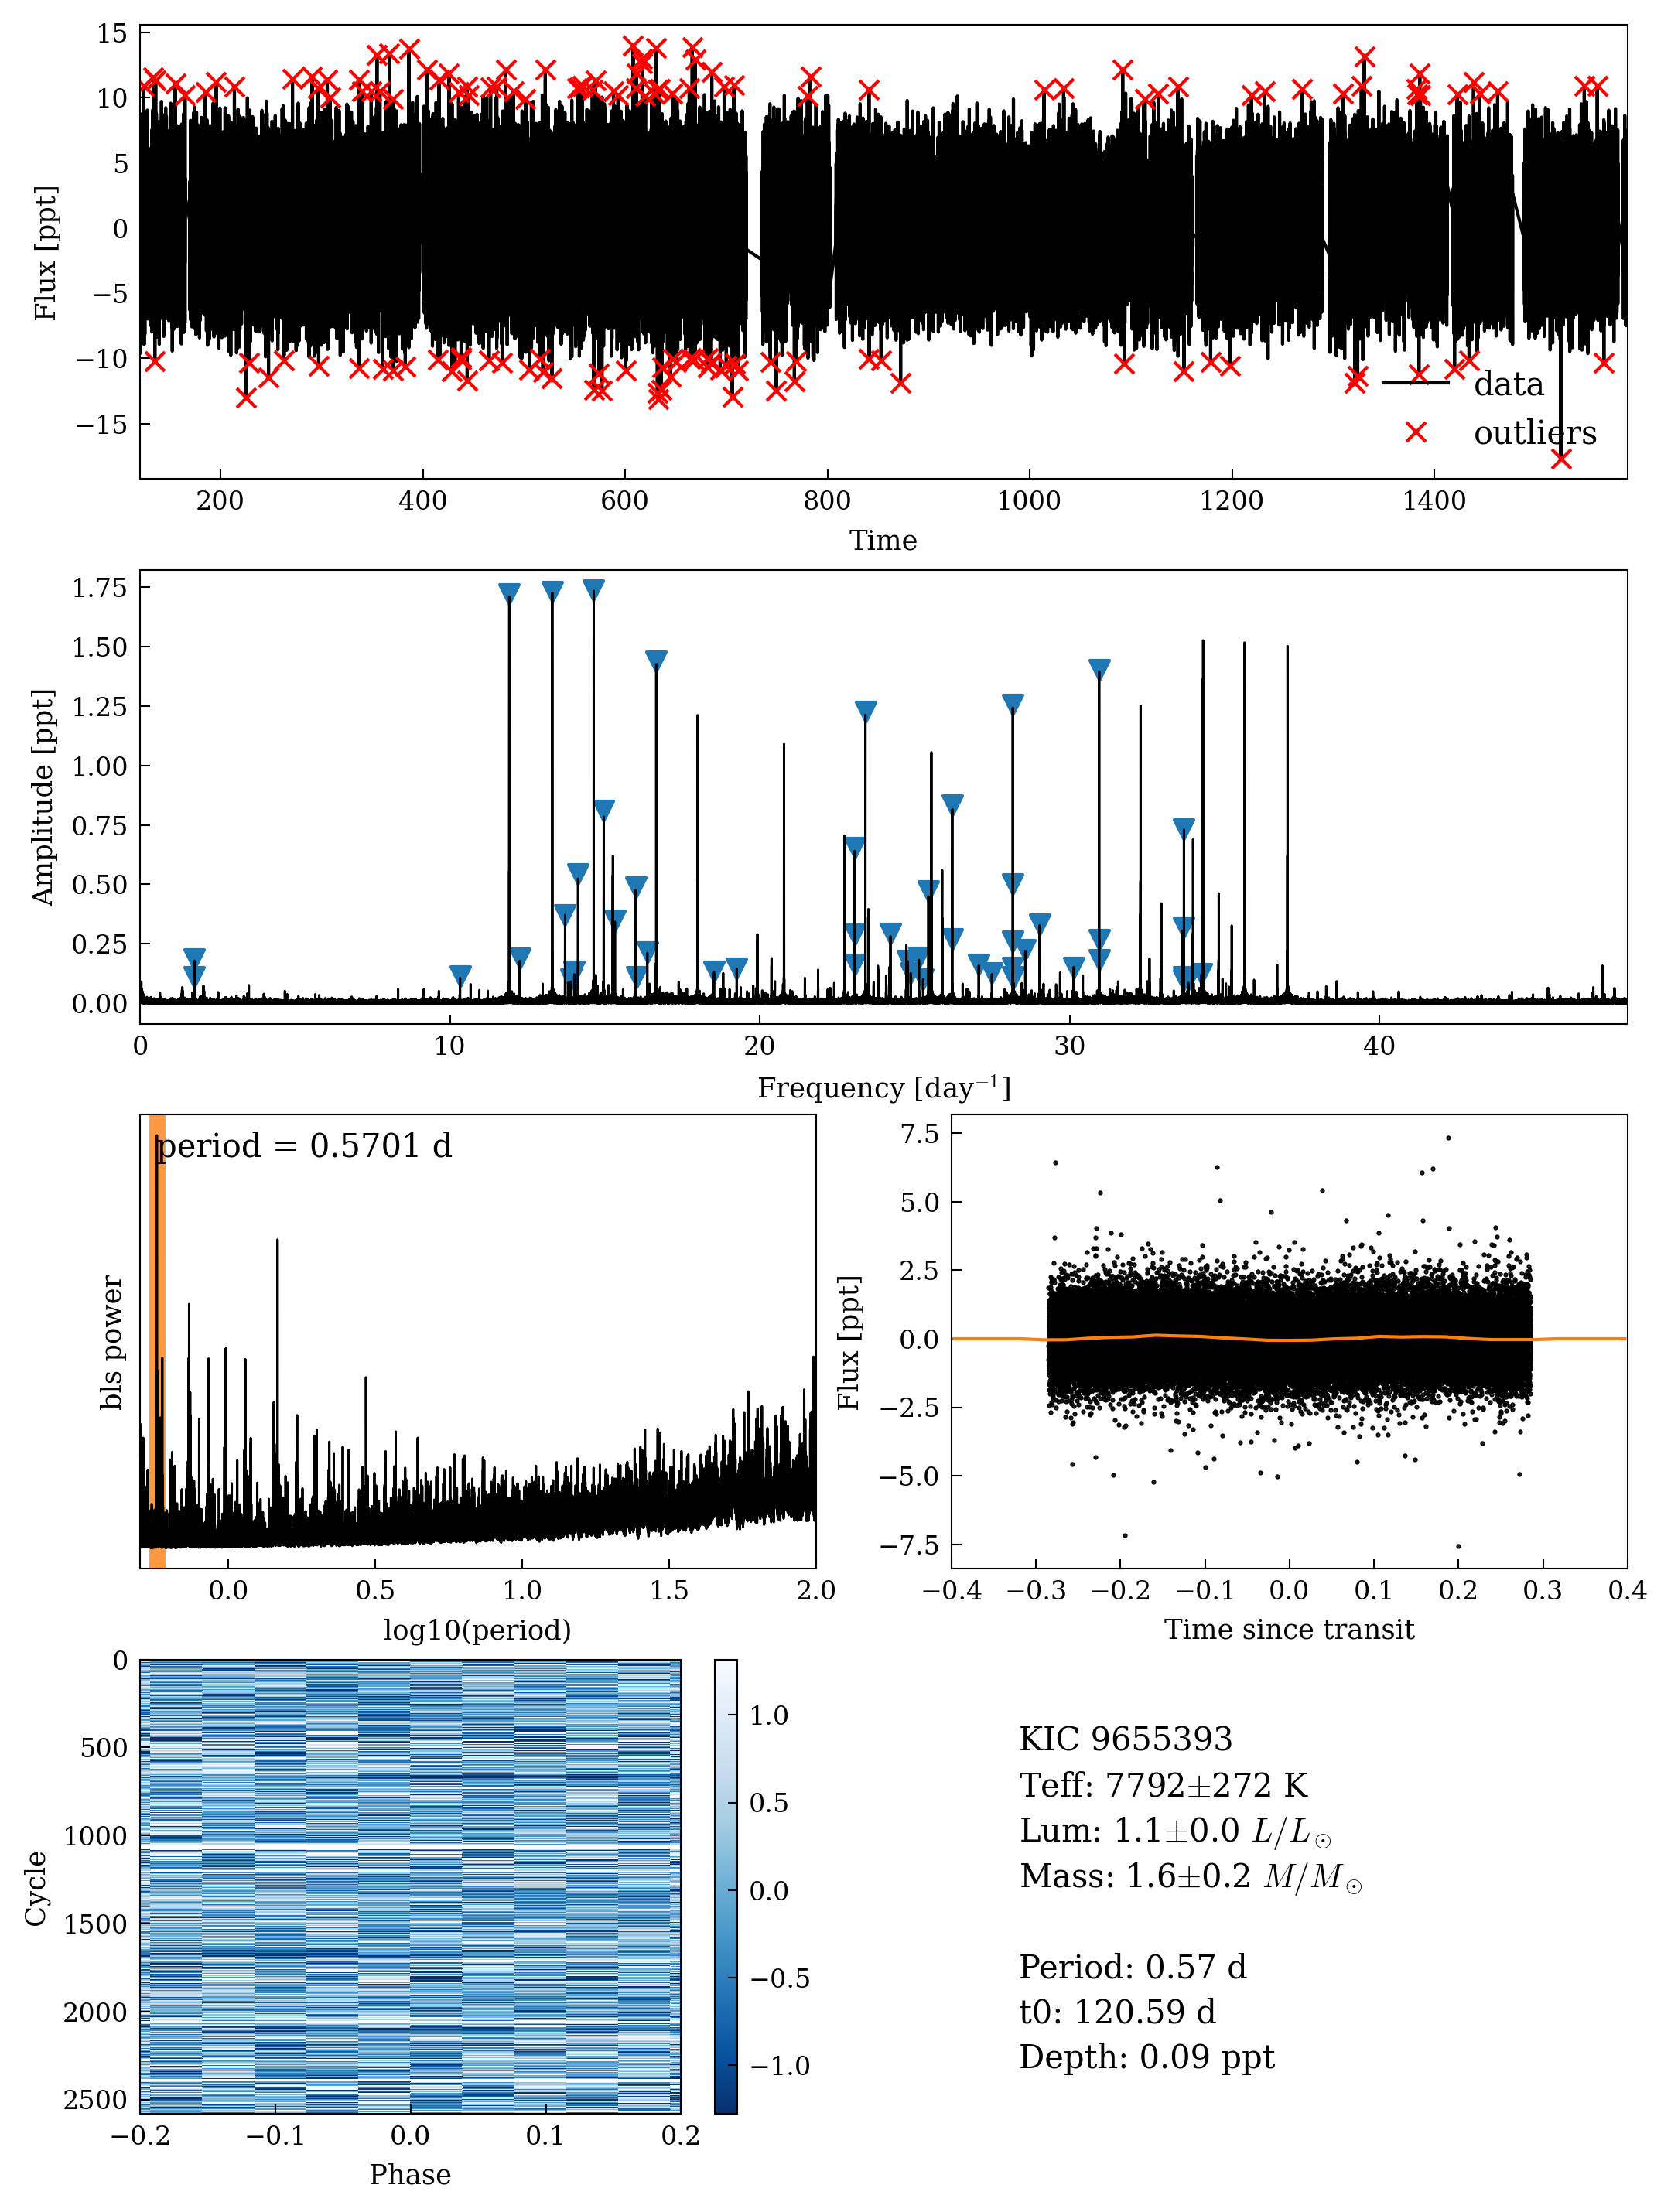 15
10
5
0
−5
−10
−15
Flux [ppt]
data
outliers
200 400 600 800 1000 1200 1400
Time
1.75
1.50
1.25
1.00
0.75
0.50
0.25
0.00
Amplitude [ppt]
0 10 20 30 40
Frequency [day⁻¹]
period = 0.5701 d
bls power
0.0 0.5 1.0 1.5 2.0
log10(period)
7.5
5.0
2.5
0.0
−2.5
−5.0
−7.5
Flux [ppt]
−0.4 −0.3 −0.2 −0.1 0.0 0.1 0.2 0.3 0.4
Time since transit
0
500
1000
1500
2000
2500
Cycle
−0.2 −0.1 0.0 0.1 0.2
Phase
1.0
0.5
0.0
−0.5
−1.0
KIC 9655393
Teff: 7792±272 K
Lum: 1.1±0.0 L/L⊙
Mass: 1.6±0.2 M/M⊙
Period: 0.57 d
t0: 120.59 d
Depth: 0.09 ppt